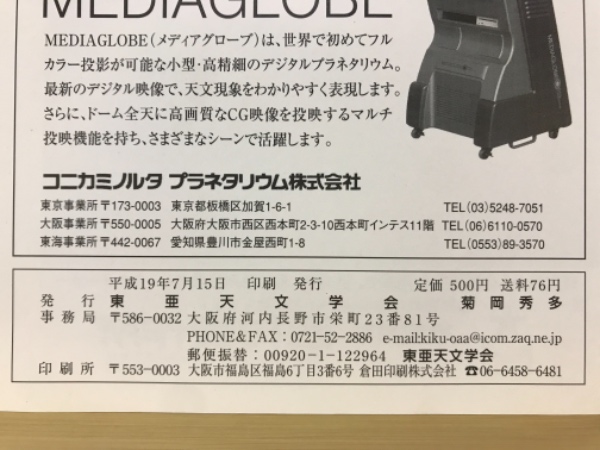 MEDIAGLOBE
MEDIAGLOBE(メディアグローブ)は、世界で初めてフル
カラー投影が可能な小型・高精細のデジタルプラネタリウム。
最新のデジタル映像で、天文現象をわかりやすく表現します。
さらに、ドーム全天に高画質なCG映像を投映するマルチ
投映機能を持ち、さまざまなシーンで活躍します。
コニカミノルタ プラネタリウム株式会社
東京事業所 〒173-0003 東京都板橋区加賀1-6-1 TEL(03)5248-7051
大阪事業所 〒550-0005 大阪府大阪市西区西本町2-3-10西本町インテス11階 TEL(06)6110-0570
東海事業所 〒442-0067 愛知県豊川市金屋西町1-8 TEL(0553)89-3570
平成19年7月15日 印刷 発行 定価 500円 送料76円
発行 東亜天文学会 菊岡秀多
事務局 〒586-0032 大阪府河内長野市栄町23番81号
PHONE&FAX:0721-52-2886 e-mail:kiku-oaa@icom.zaq.ne.jp
郵便振替:00920-1-122964 東亜天文学会
印刷所 〒553-0003 大阪市福島区福島6丁目3番6号 倉田印刷株式会社 ☎06-6458-6481